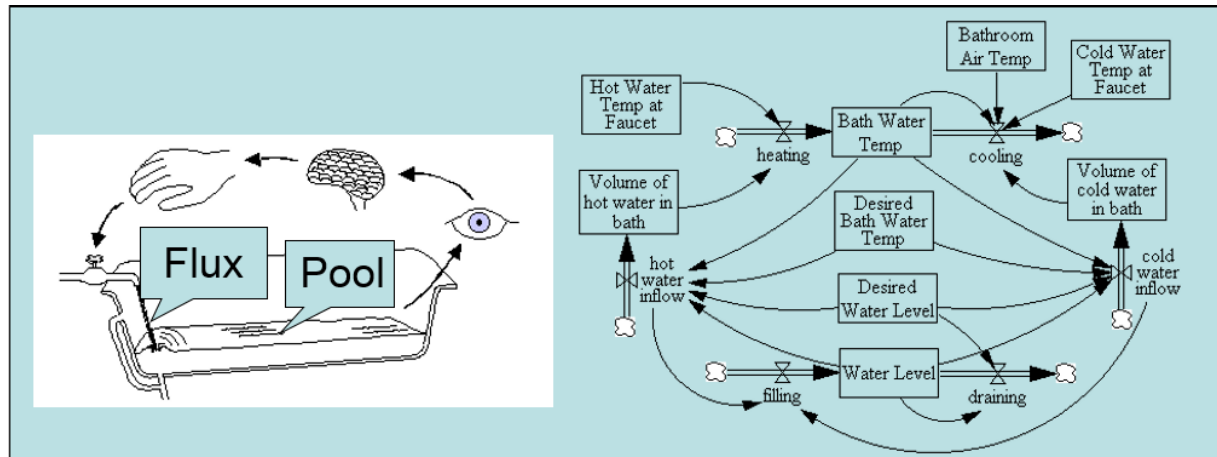 Flux
Pool
Bathroom
Air Temp
Cold Water
Temp at
Faucet
Hot Water
Temp at
Faucet
Bath Water
Temp
heating
cooling
Volume of
hot water in
bath
Desired
Bath Water
Temp
Volume of
cold water
in bath
hot
water
inflow
cold
water
inflow
Desired
Water Level
Water Level
filling
draining